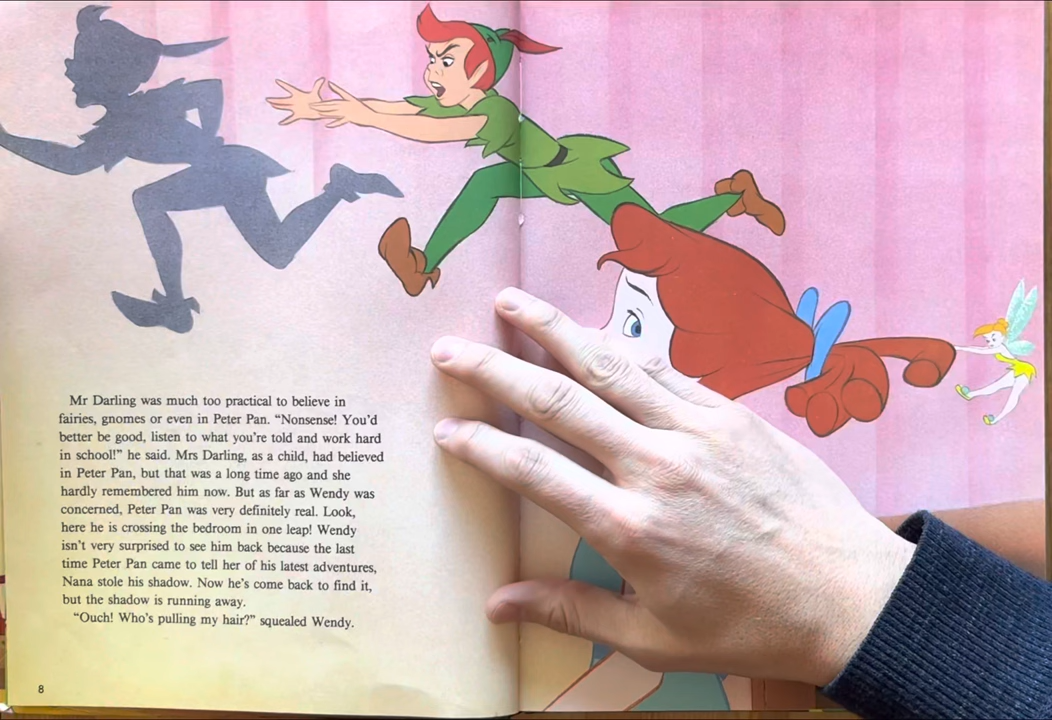 Mr Darling was much too practical to believe in
fairies, gnomes or even in Peter Pan. “Nonsense! You’d
better be good, listen to what you’re told and work hard
in school!” he said. Mrs Darling, as a child, had believed
in Peter Pan, but that was a long time ago and she
hardly remembered him now. But as far as Wendy was
concerned, Peter Pan was very definitely real. Look,
here he is crossing the bedroom in one leap! Wendy
isn’t very surprised to see him back because the last
time Peter Pan came to tell her of his latest adventures,
Nana stole his shadow. Now he’s come back to find it,
but the shadow is running away.
“Ouch! Who’s pulling my hair?” squealed Wendy.
8